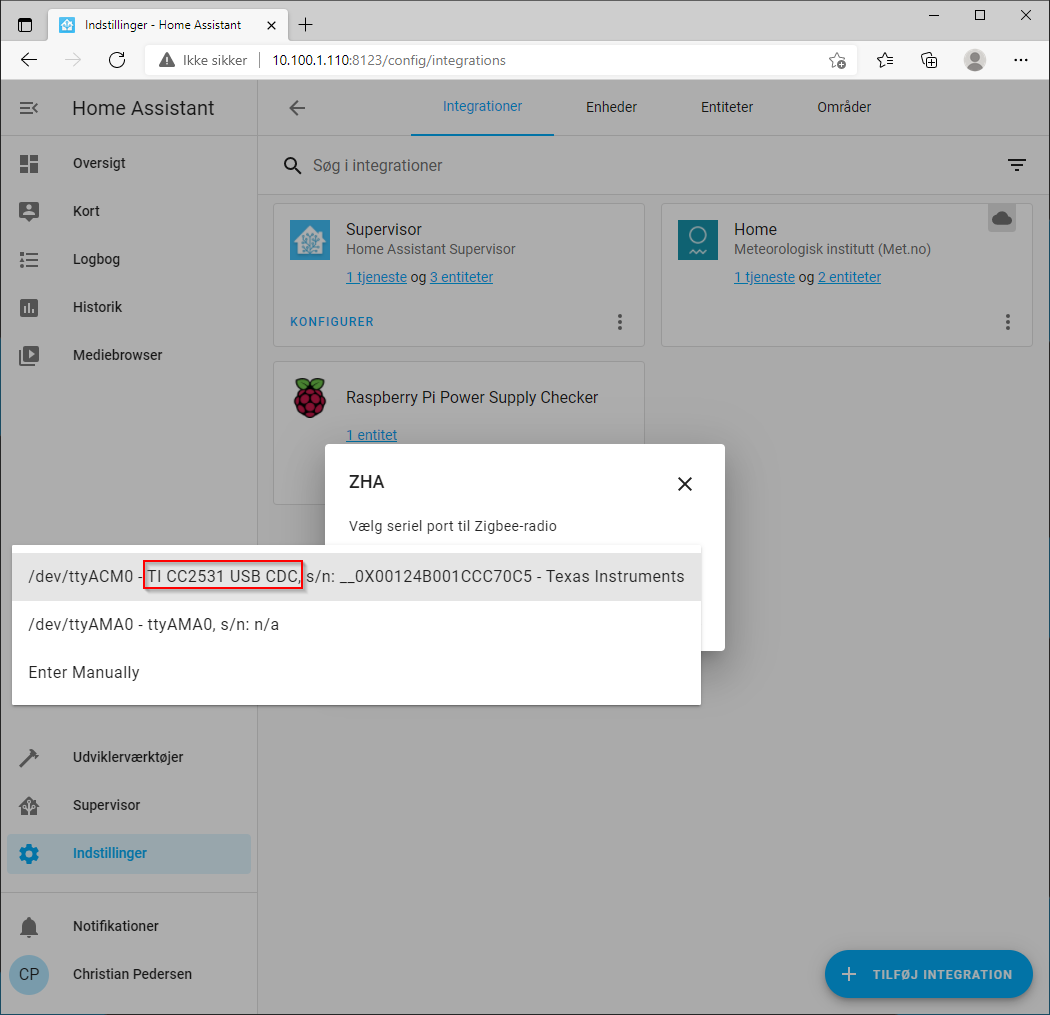 Indstillinger - Home Assistant
Ikke sikker
10.100.1.110:8123/config/integrations
Home Assistant
Integrationer
Enheder
Entiteter
Områder
Oversigt
Kort
Logbog
Historik
Mediebrowser
Søg i integrationer
Supervisor
Home Assistant Supervisor
1 tjeneste og 3 entiteter
KONFIGURER
Home
Meteorologisk institutt (Met.no)
1 tjeneste og 2 entiteter
Raspberry Pi Power Supply Checker
1 entitet
ZHA
Vælg seriel port til Zigbee-radio
/dev/ttyACM0 - TI CC2531 USB CDC, s/n: __0X00124B001CCC70C5 - Texas Instruments
/dev/ttyAMA0 - ttyAMA0, s/n: n/a
Enter Manually
Udviklerværktøjer
Supervisor
Indstillinger
Notifikationer
CP
Christian Pedersen
TILFØJ INTEGRATION